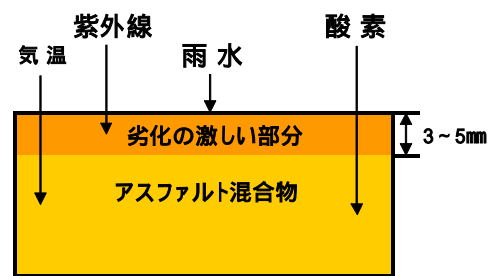 紫外線
酸素
気温
雨水
劣化の激しい部分
3～5mm
アスファルト混合物